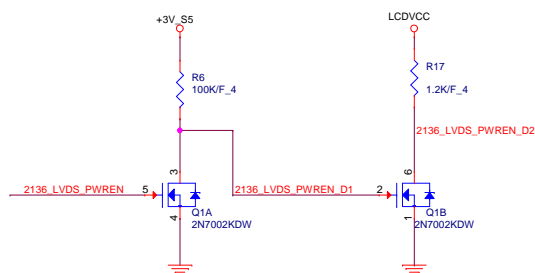 +3V_S5
LCDVCC
R6
100K/F_4
R17
1.2K/F_4
2136_LVDS_PWREN_D2
3
6
2136_LVDS_PWREN
5
2136_LVDS_PWREN_D1
2
Q1A
2N7002KDW
Q1B
2N7002KDW
4
1